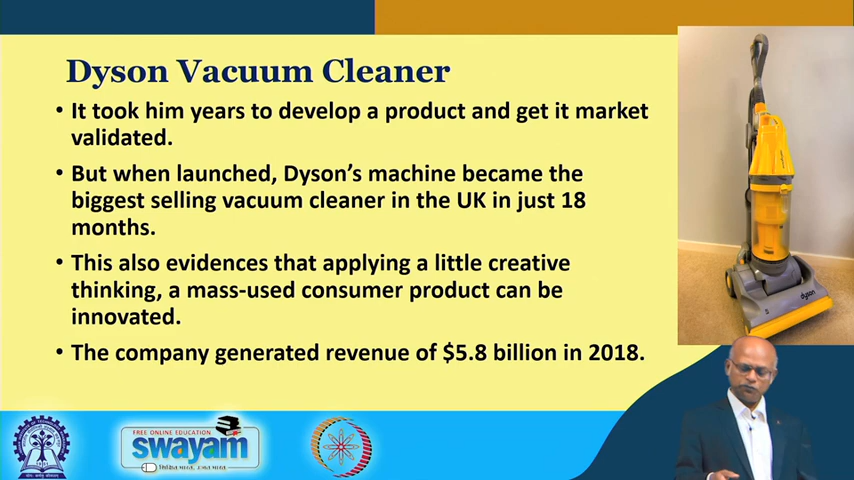 Dyson Vacuum Cleaner
• It took him years to develop a product and get it market
validated.
• But when launched, Dyson’s machine became the
biggest selling vacuum cleaner in the UK in just 18
months.
• This also evidences that applying a little creative
thinking, a mass-used consumer product can be
innovated.
• The company generated revenue of $5.8 billion in 2018.
dyson
FREE ONLINE EDUCATION
swayam